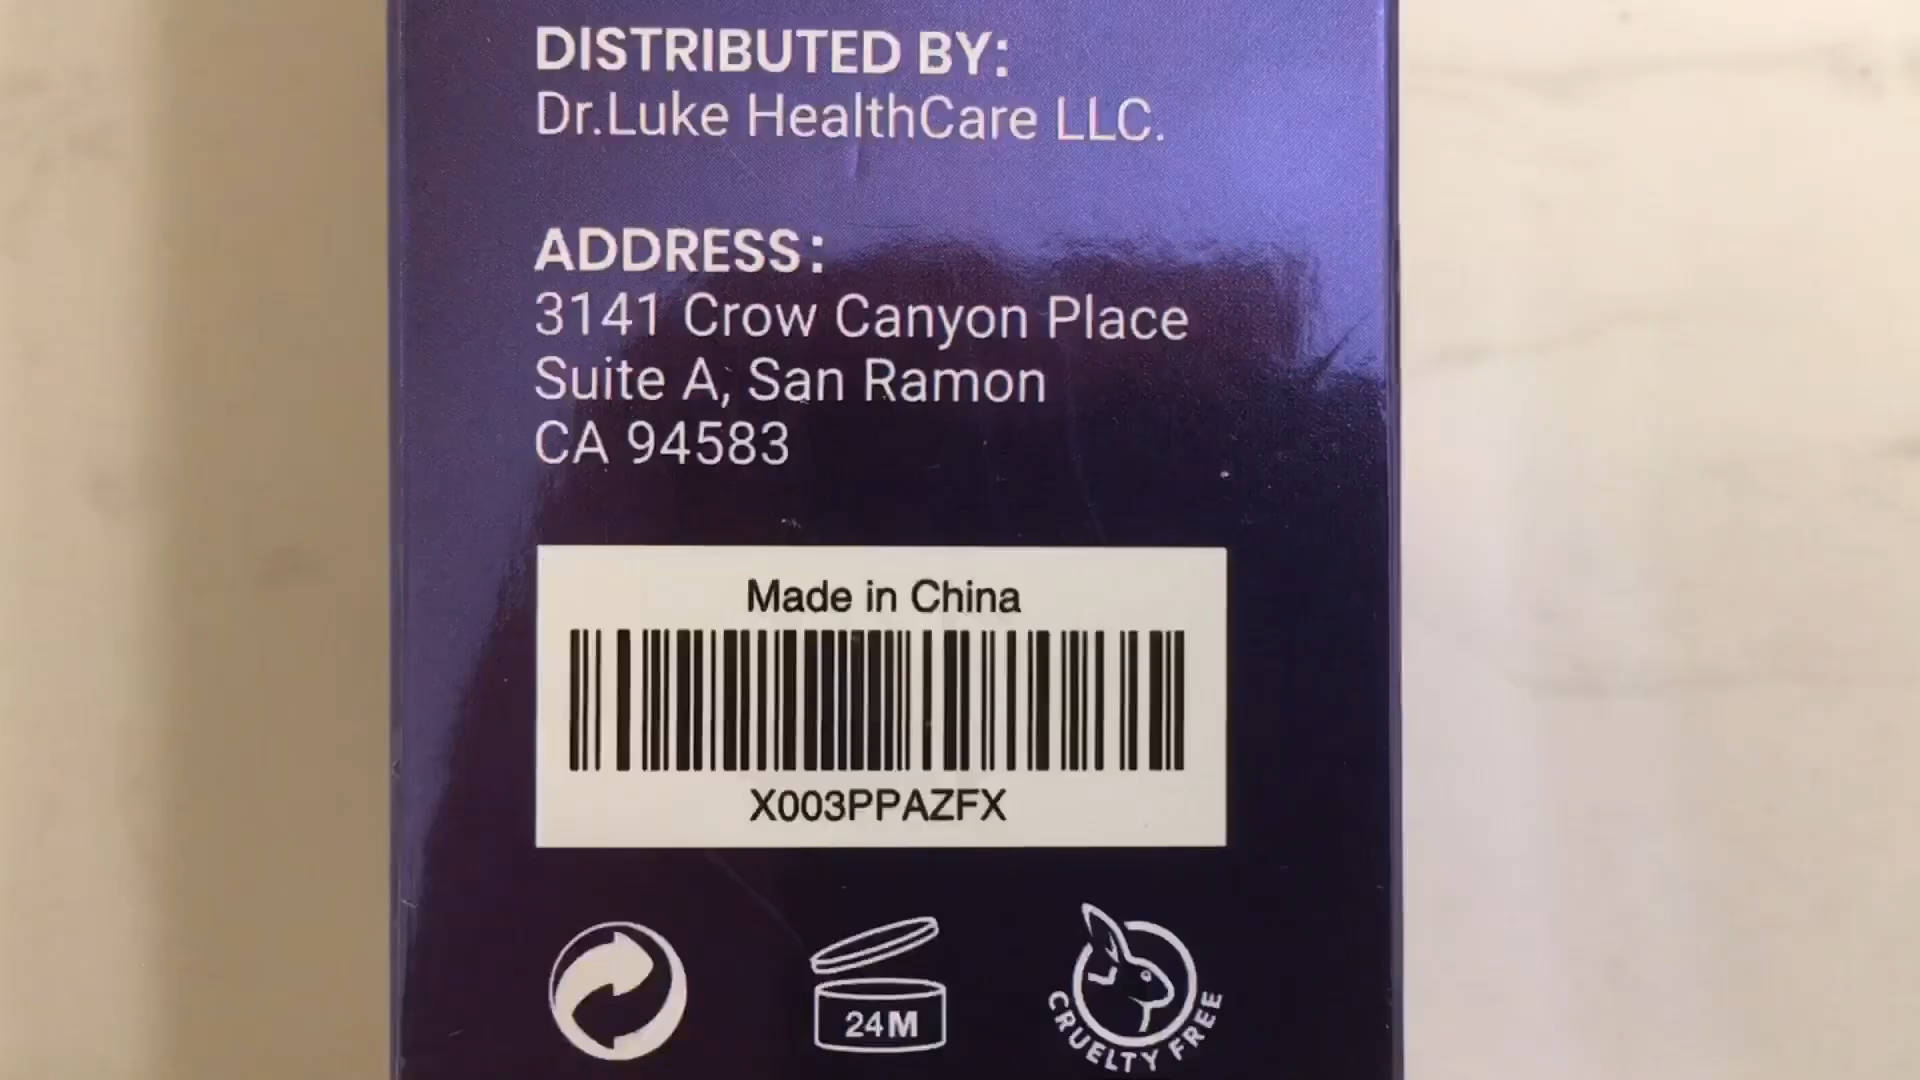 DISTRIBUTED BY:
Dr.Luke HealthCare LLC.
ADDRESS:
3141 Crow Canyon Place
Suite A, San Ramon
CA 94583
Made in China
X003PPAZFX
24M
CRUELTY FREE